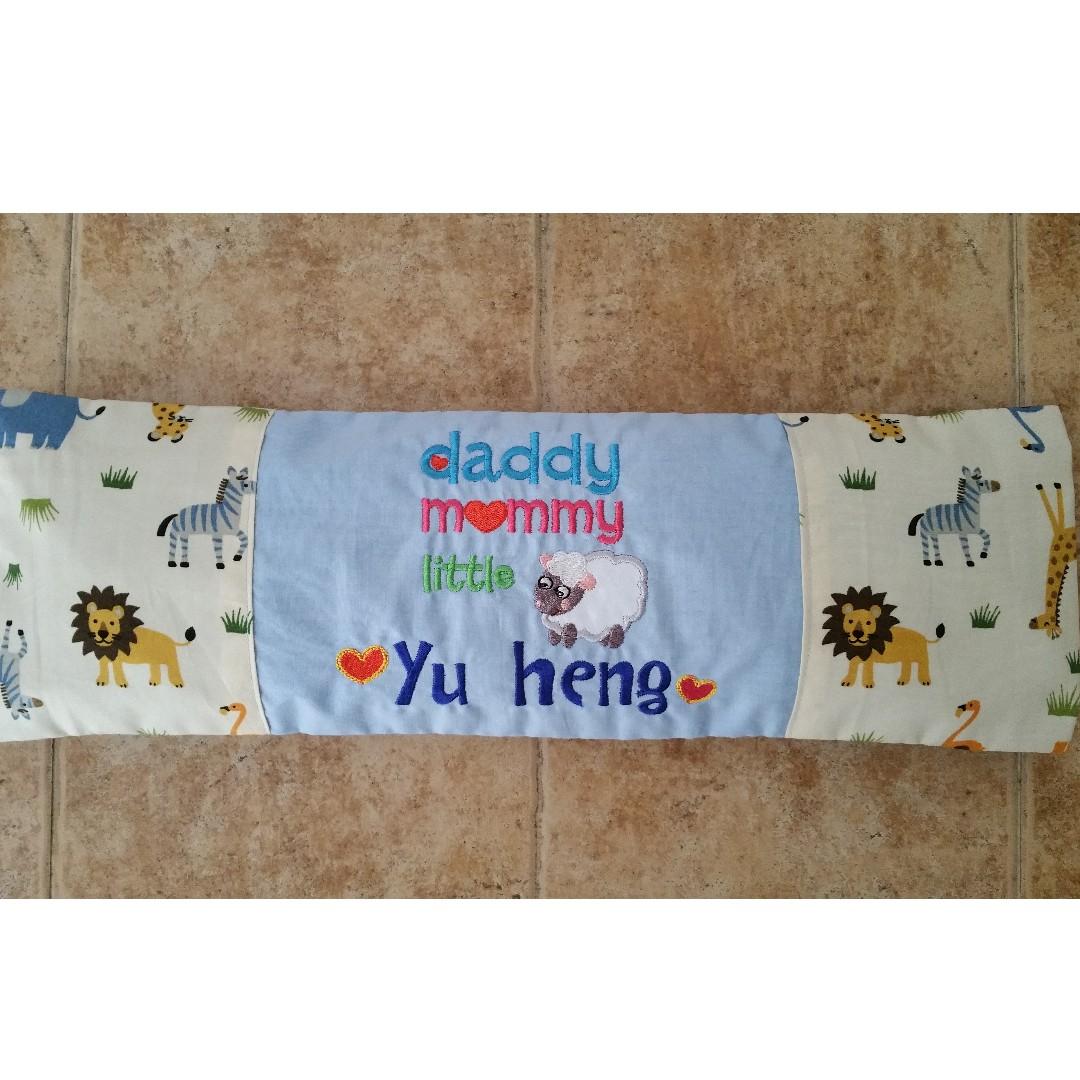 daddy
mommy
little
Yu heng